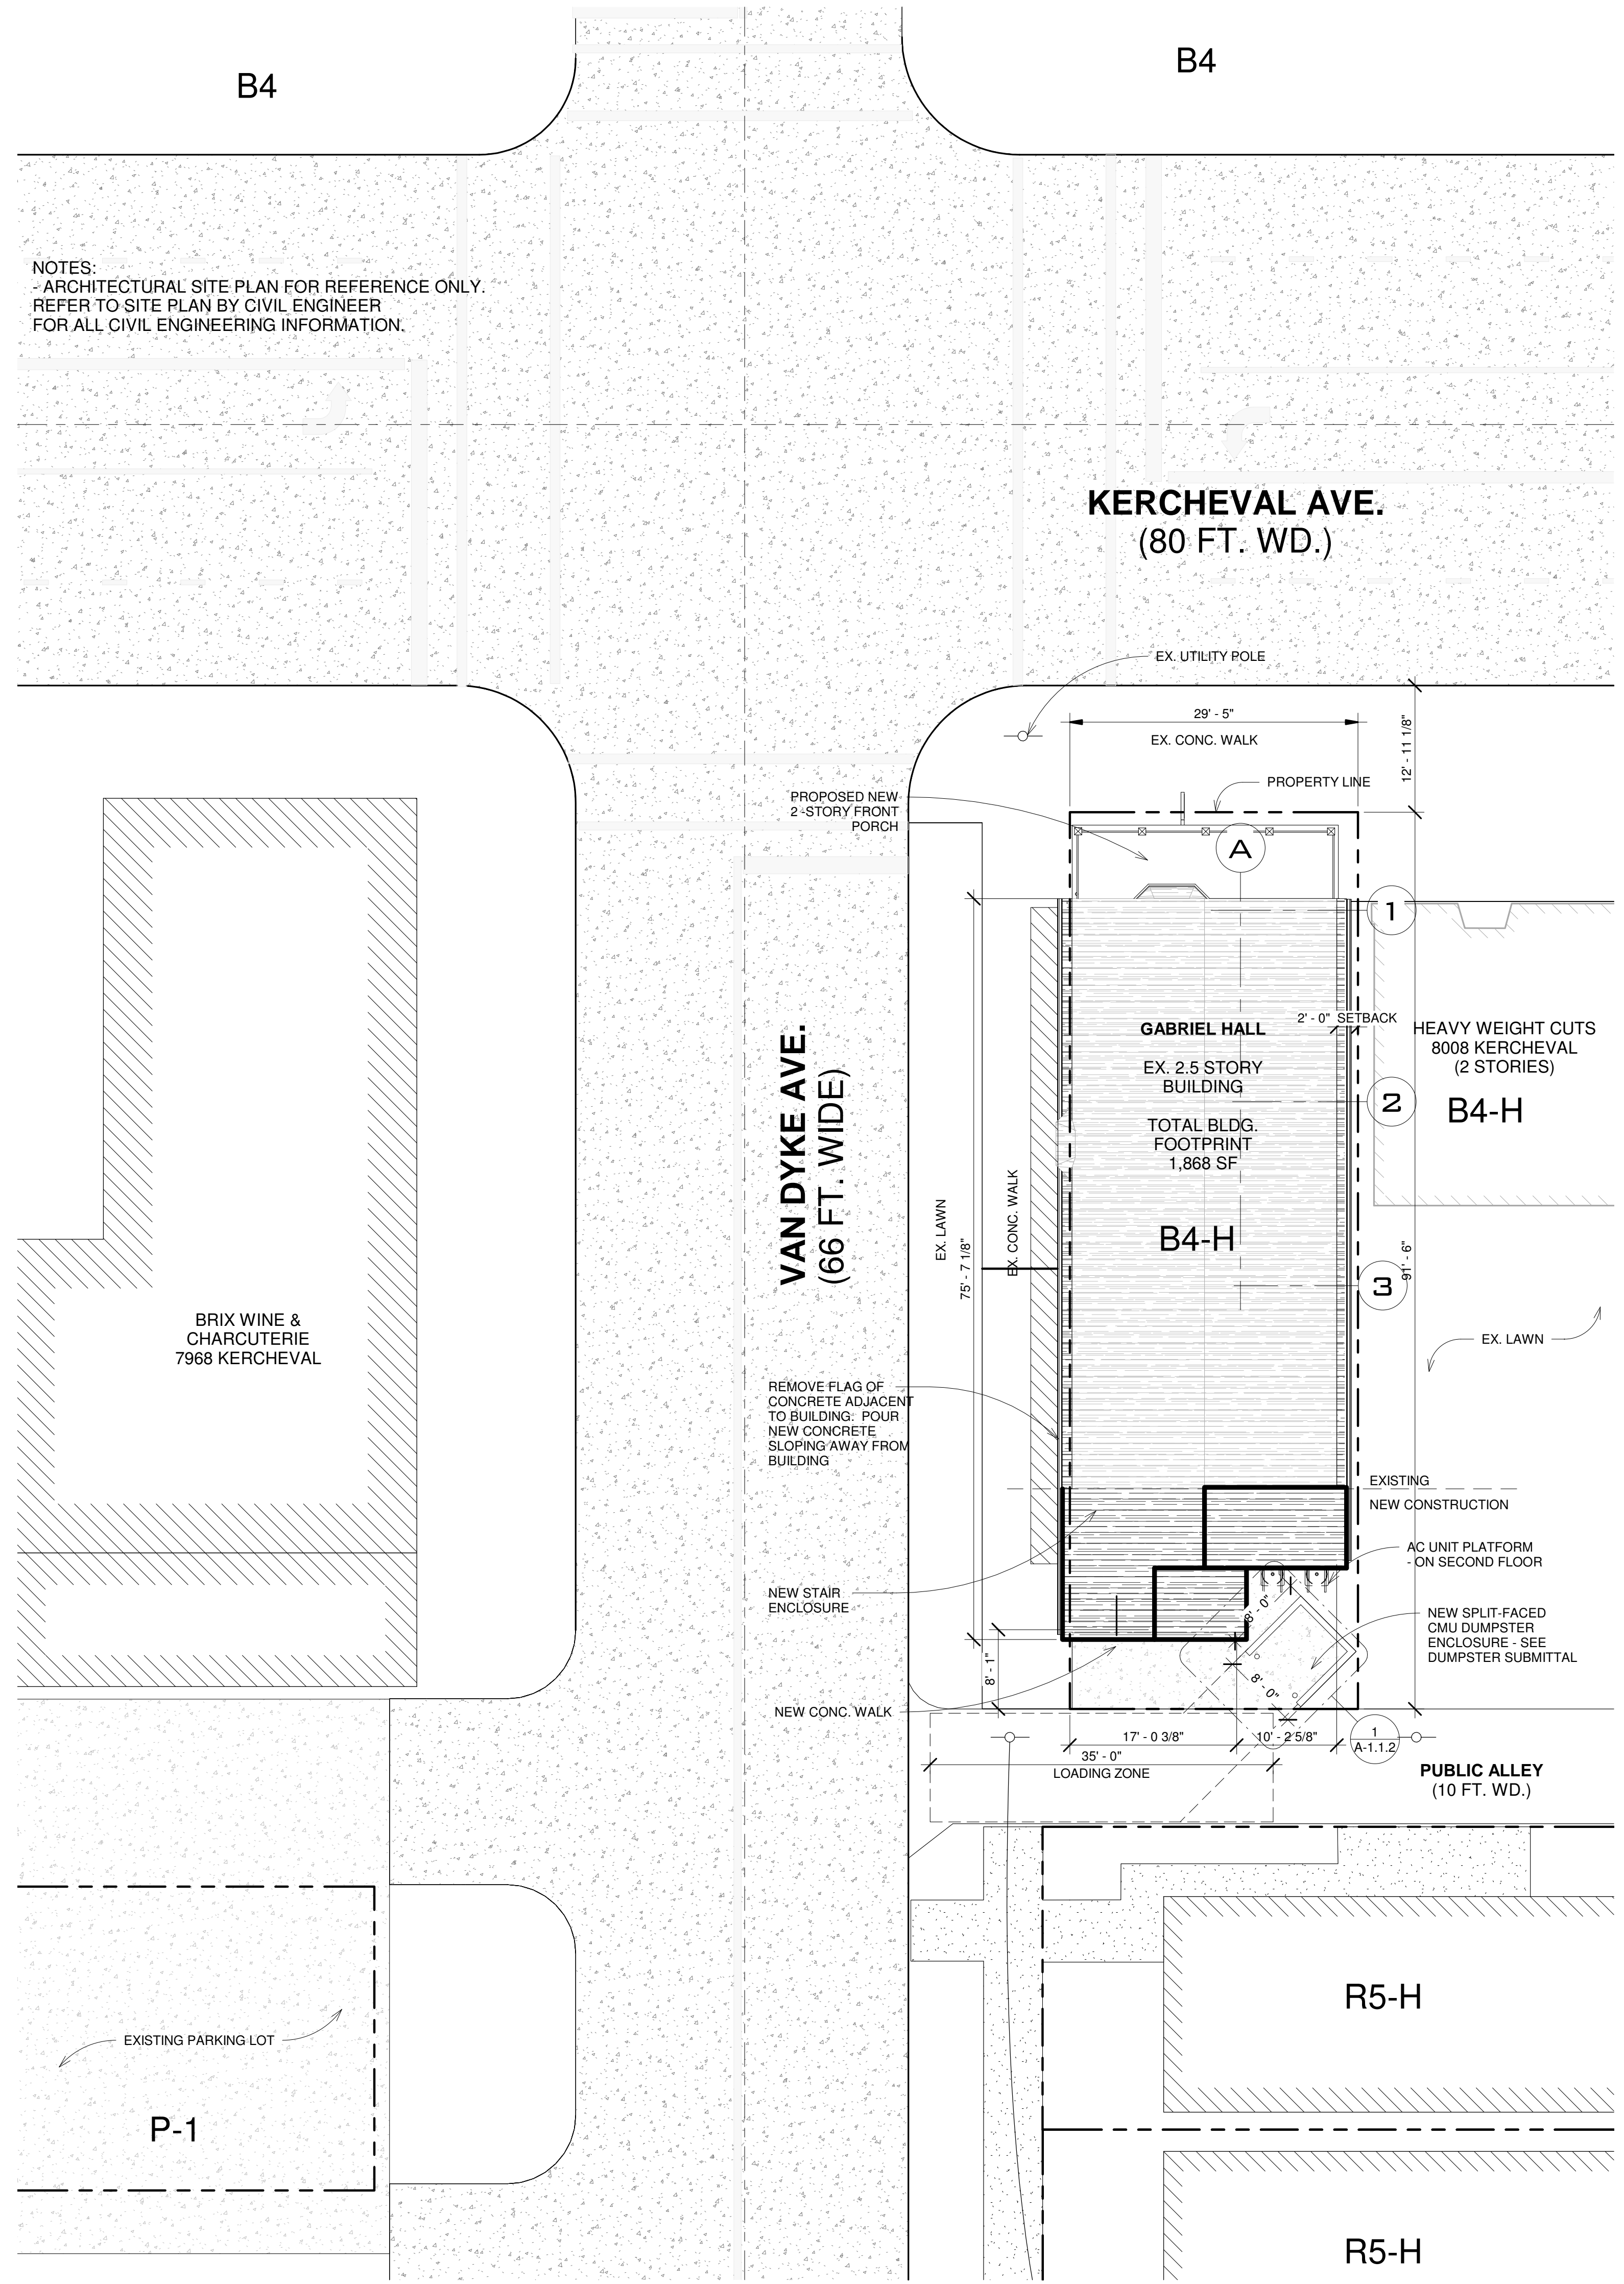 B4
B4
NOTES:
- ARCHITECTURAL SITE PLAN FOR REFERENCE ONLY.
REFER TO SITE PLAN BY CIVIL ENGINEER
FOR ALL CIVIL ENGINEERING INFORMATION.
KERCHEVAL AVE.
(80 FT. WD.)
EX. UTILITY POLE
29' - 5"
EX. CONC. WALK
12' - 11 1/8"
PROPERTY LINE
PROPOSED NEW
2 -STORY FRONT
PORCH
A
1
GABRIEL HALL
EX. 2.5 STORY
BUILDING
TOTAL BLDG.
FOOTPRINT
1,868 SF
B4-H
2' - 0" SETBACK
HEAVY WEIGHT CUTS
8008 KERCHEVAL
(2 STORIES)
B4-H
2
VAN DYKE AVE.
(66 FT. WIDE)
EX. LAWN
75' - 7 1/8"
EX. CONC. WALK
91' - 6"
3
EX. LAWN
BRIX WINE &
CHARCUTERIE
7968 KERCHEVAL
REMOVE FLAG OF
CONCRETE ADJACENT
TO BUILDING. POUR
NEW CONCRETE
SLOPING AWAY FROM
BUILDING
EXISTING
NEW CONSTRUCTION
AC UNIT PLATFORM
- ON SECOND FLOOR
NEW STAIR
ENCLOSURE
8' - 0"
NEW SPLIT-FACED
CMU DUMPSTER
ENCLOSURE - SEE
DUMPSTER SUBMITTAL
8' - 1"
8' - 0"
NEW CONC. WALK
17' - 0 3/8"
10' - 2 5/8"
1
A-1.1.2
35' - 0"
LOADING ZONE
PUBLIC ALLEY
(10 FT. WD.)
R5-H
EXISTING PARKING LOT
P-1
R5-H